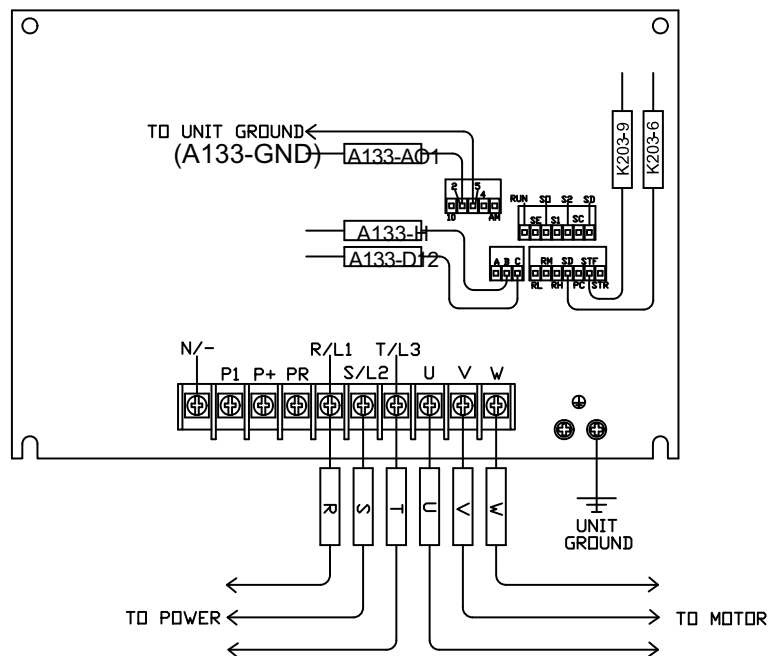 TO UNIT GROUND
(A133-GND)
A133-AO1
K203-9
K203-6
2
5
4
10
AM
RUN
SO
S2
SD
SE
S1
SC
A133-H
A133-D12
A
B
C
RM
SD
STF
RL
RH
PC
STR
N/-
R/L1
T/L3
P1
P+
PR
S/L2
U
V
W
R
S
T
U
V
W
UNIT
GROUND
TO POWER
TO MOTOR